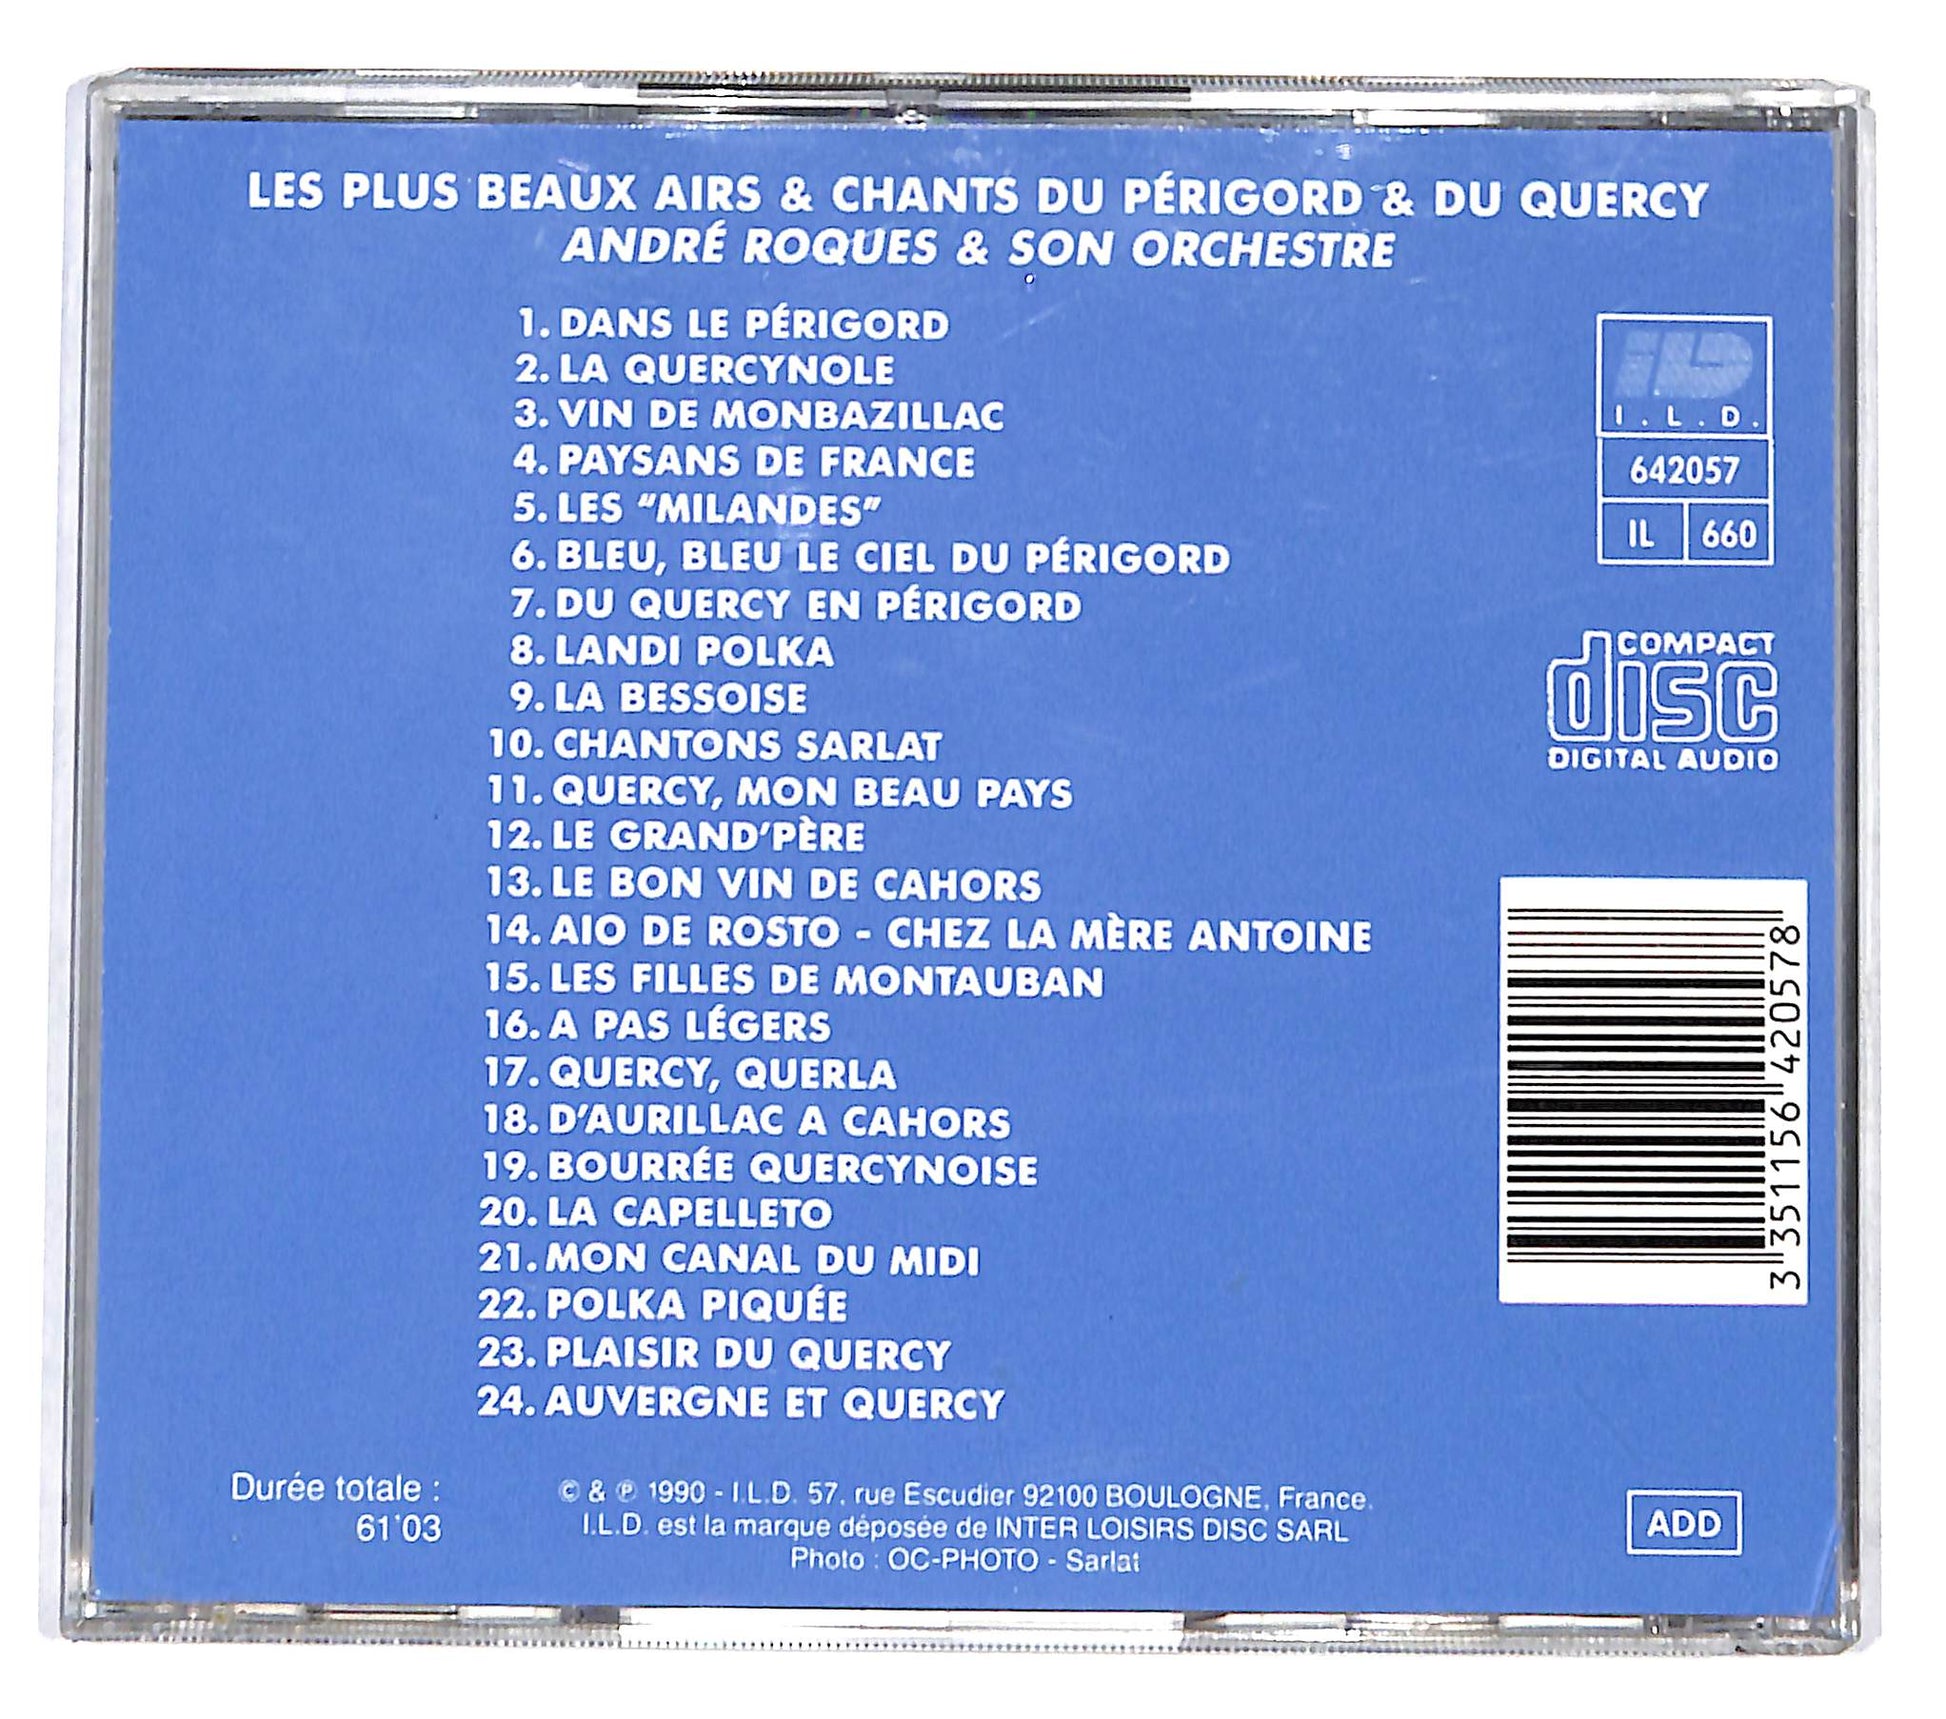 LES PLUS BEAUX AIRS & CHANTS DU PÉRIGORD & DU QUERCY
ANDRÉ ROQUES & SON ORCHESTRE
1. DANS LE PÉRIGORD
2. LA QUERCYNOLE
3. VIN DE MONBAZILLAC
4. PAYSANS DE FRANCE
5. LES "MILANDES"
6. BLEU, BLEU LE CIEL DU PÉRIGORD
7. DU QUERCY EN PÉRIGORD
8. LANDI POLKA
9. LA BESSOISE
10. CHANTONS SARLAT
11. QUERCY, MON BEAU PAYS
12. LE GRAND'PÈRE
13. LE BON VIN DE CAHORS
14. AIO DE ROSTO - CHEZ LA MÈRE ANTOINE
15. LES FILLES DE MONTAUBAN
16. A PAS LÉGERS
17. QUERCY, QUERLA
18. D'AURILLAC A CAHORS
19. BOURRÉE QUERCYNOISE
20. LA CAPELLETO
21. MON CANAL DU MIDI
22. POLKA PIQUÉE
23. PLAISIR DU QUERCY
24. AUVERGNE ET QUERCY
ILD
I.L.D.
642057
IL 660
COMPACT
disc
DIGITAL AUDIO
3 351156 420578
Durée totale :
61'03
© & ℗ 1990 - I.L.D. 57, rue Escudier 92100 BOULOGNE, France.
I.L.D. est la marque déposée de INTER LOISIRS DISC SARL
Photo : OC-PHOTO - Sarlat
ADD